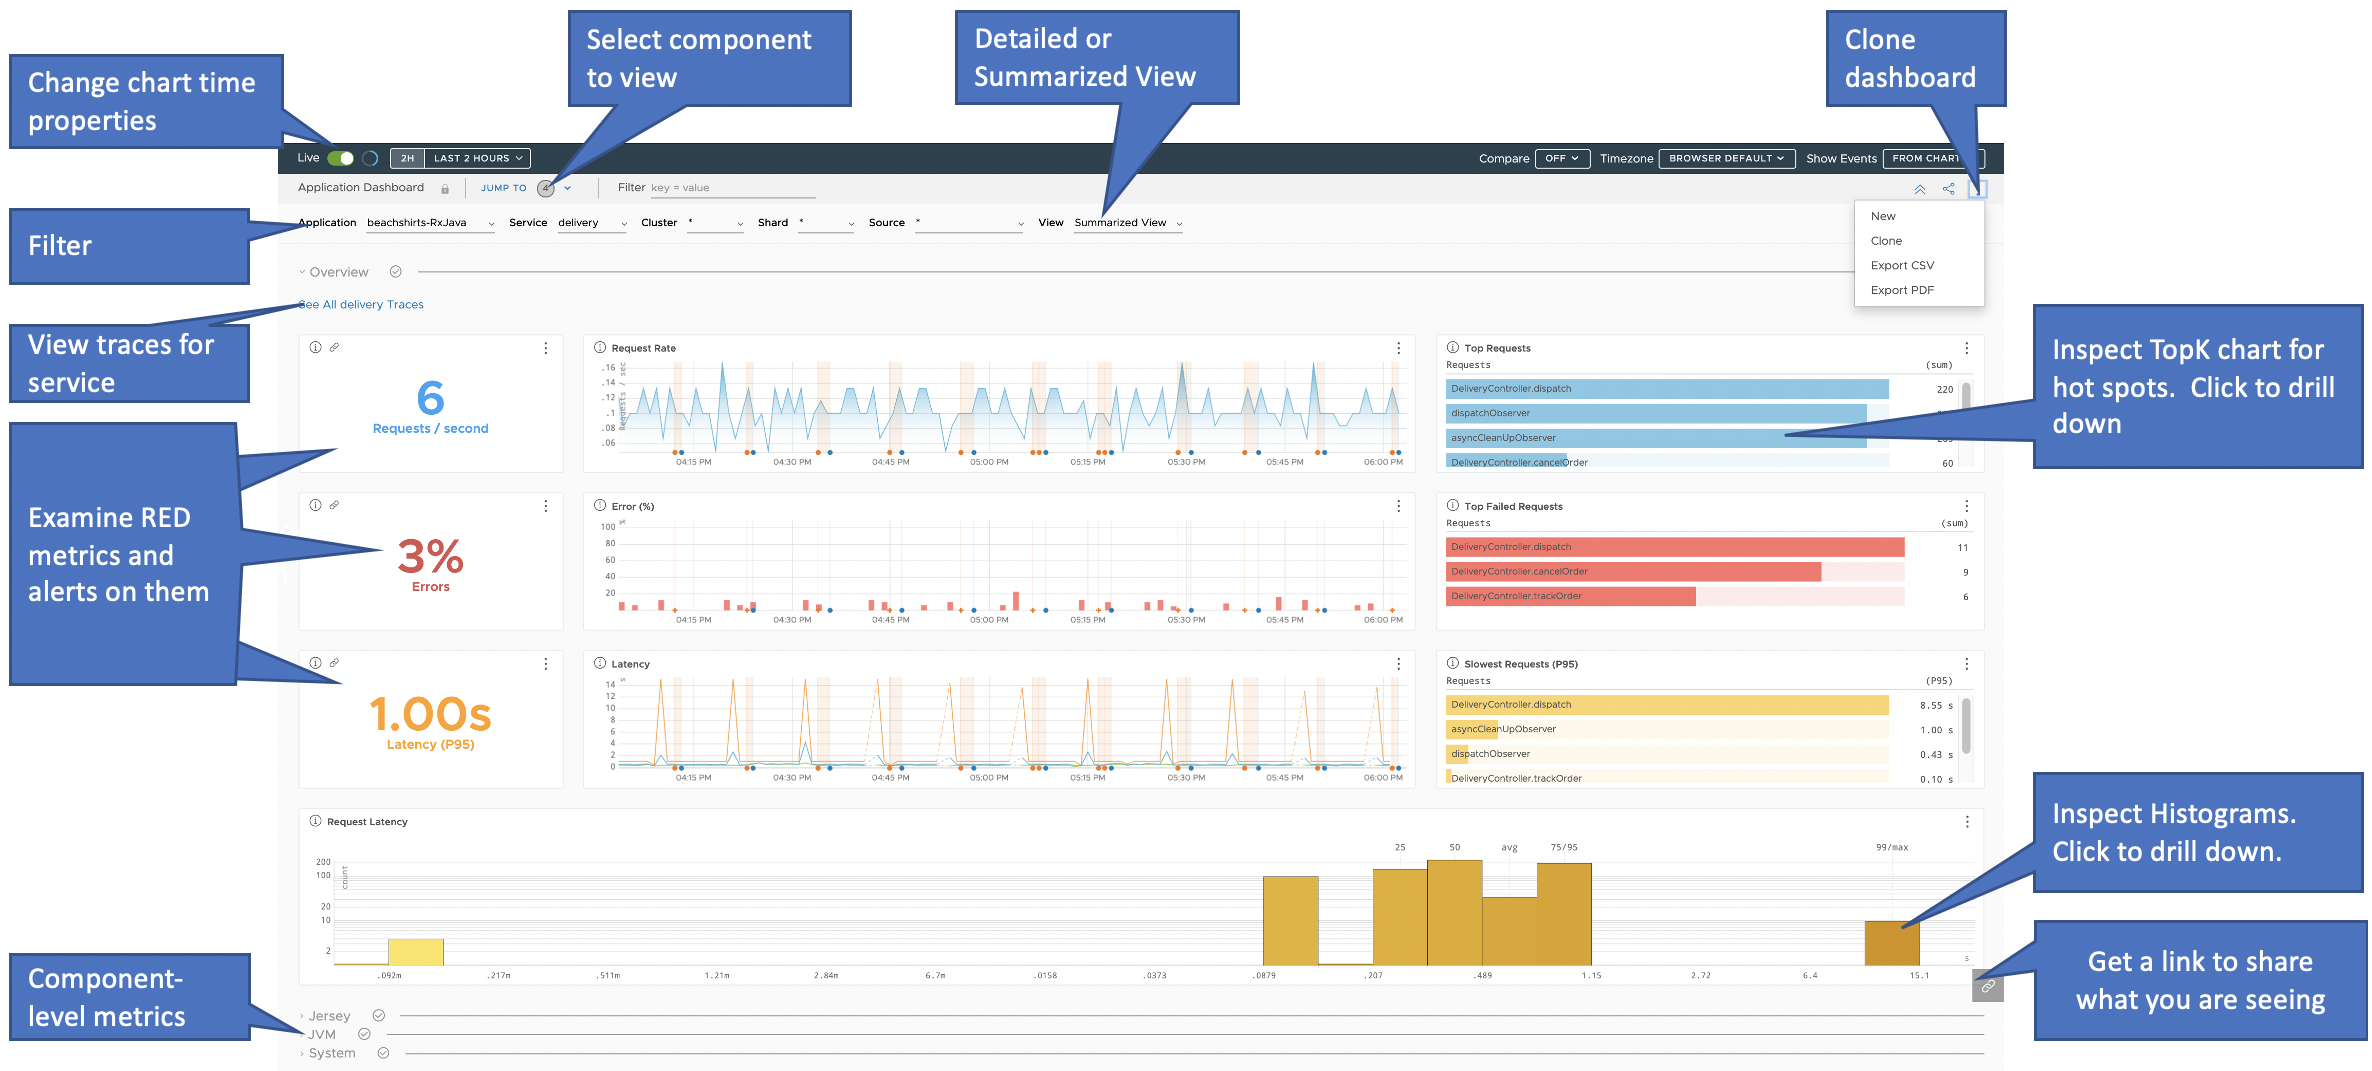 Change chart time
properties
Select component
to view
Detailed or
Summarized View
Clone
dashboard
Live
2H
LAST 2 HOURS
Compare
OFF
Timezone
BROWSER DEFAULT
Show Events
FROM CHART
Application Dashboard
JUMP TO
4
Filter
key = value
Filter
Application
beachshirts-RxJava
Service
delivery
Cluster
*
Shard
*
Source
*
View
Summarized View
New
Clone
Export CSV
Export PDF
Overview
See All delivery Traces
View traces for
service
6
Requests / second
Request Rate
Requests / sec
.16
.14
.12
.1
.08
.06
04:15 PM
04:30 PM
04:45 PM
05:00 PM
05:15 PM
05:30 PM
05:45 PM
06:00 PM
Top Requests
Requests
(sum)
DeliveryController.dispatch
220
dispatchObserver
asyncCleanUpObserver
DeliveryController.cancelOrder
60
Inspect TopK chart for
hot spots. Click to drill
down
Examine RED
metrics and
alerts on them
3%
Errors
Error (%)
%
100
80
60
40
20
04:15 PM
04:30 PM
04:45 PM
05:00 PM
05:15 PM
05:30 PM
05:45 PM
06:00 PM
Top Failed Requests
Requests
(sum)
DeliveryController.dispatch
11
DeliveryController.cancelOrder
9
DeliveryController.trackOrder
6
1.00s
Latency (P95)
Latency
s
14
12
10
8
6
4
2
0
04:15 PM
04:30 PM
04:45 PM
05:00 PM
05:15 PM
05:30 PM
05:45 PM
06:00 PM
Slowest Requests (P95)
Requests
(P95)
DeliveryController.dispatch
8.55 s
asyncCleanUpObserver
1.00 s
dispatchObserver
0.43 s
DeliveryController.trackOrder
0.10 s
Request Latency
count
200
100
20
10
2
25
50
avg
75/95
99/max
.092m
.217m
.511m
1.21m
2.84m
6.7m
.0158
.0373
.0879
.207
.489
1.15
2.72
6.4
15.1
s
Inspect Histograms.
Click to drill down.
Get a link to share
what you are seeing
Component-
level metrics
Jersey
JVM
System